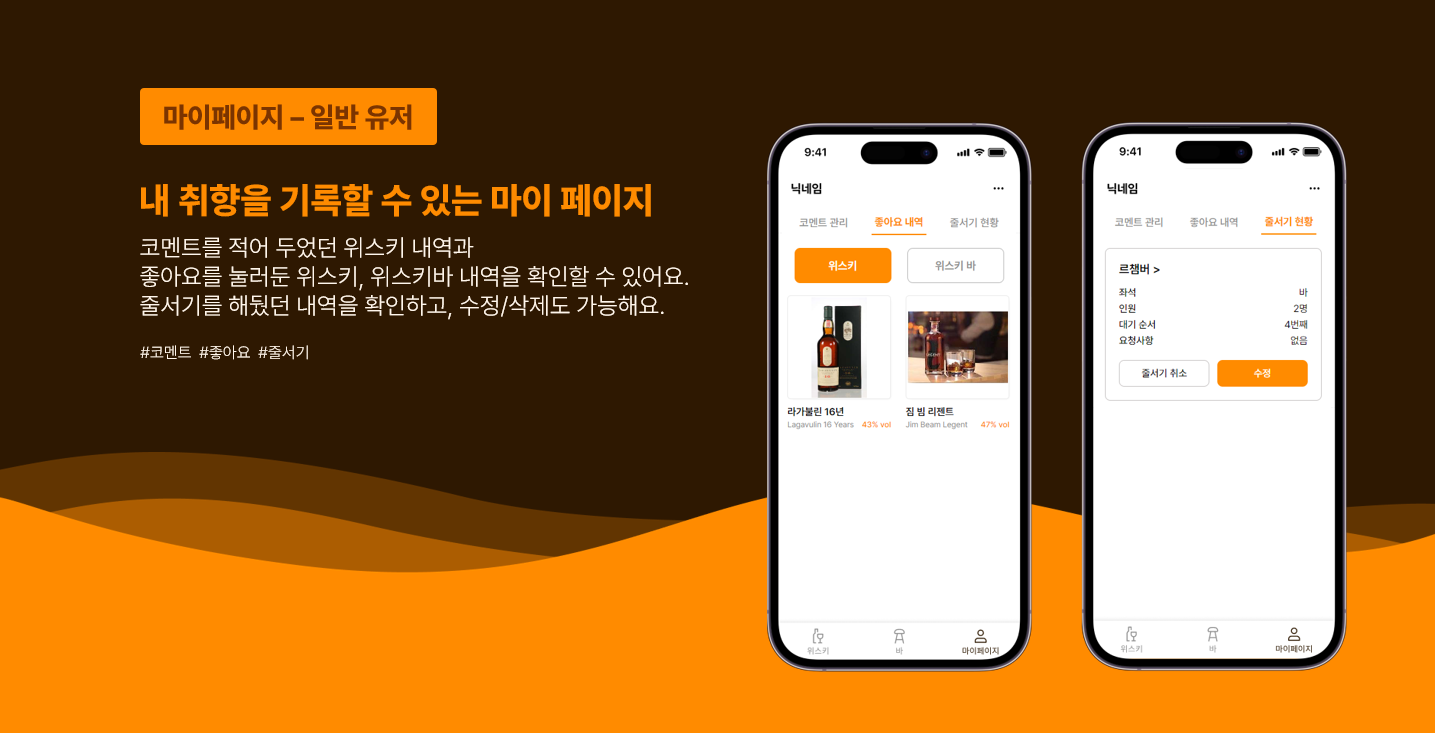 마이페이지 – 일반 유저
내 취향을 기록할 수 있는 마이 페이지
코멘트를 적어 두었던 위스키 내역과
좋아요를 눌러둔 위스키, 위스키바 내역을 확인할 수 있어요.
줄서기를 해뒀던 내역을 확인하고, 수정/삭제도 가능해요.
#코멘트 #좋아요 #줄서기
9:41
닉네임
코멘트 관리 좋아요 내역 줄서기 현황
위스키 위스키 바
라가불린 16년
Lagavulin 16 Years 43% vol
짐 빔 리젠트
Jim Beam Legent 47% vol
위스키 바 마이페이지
9:41
닉네임
코멘트 관리 좋아요 내역 줄서기 현황
르챔버 >
좌석 바
인원 2명
대기 순서 4번째
요청사항 없음
줄서기 취소 수정
위스키 바 마이페이지